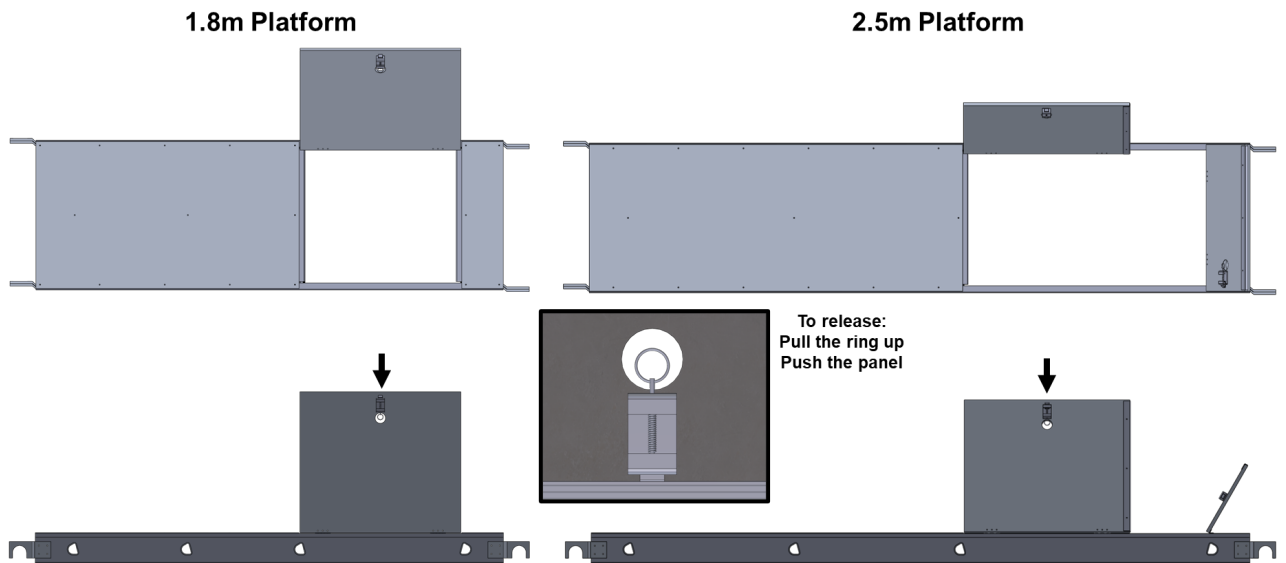 1.8m Platform
2.5m Platform
To release:
Pull the ring up
Push the panel